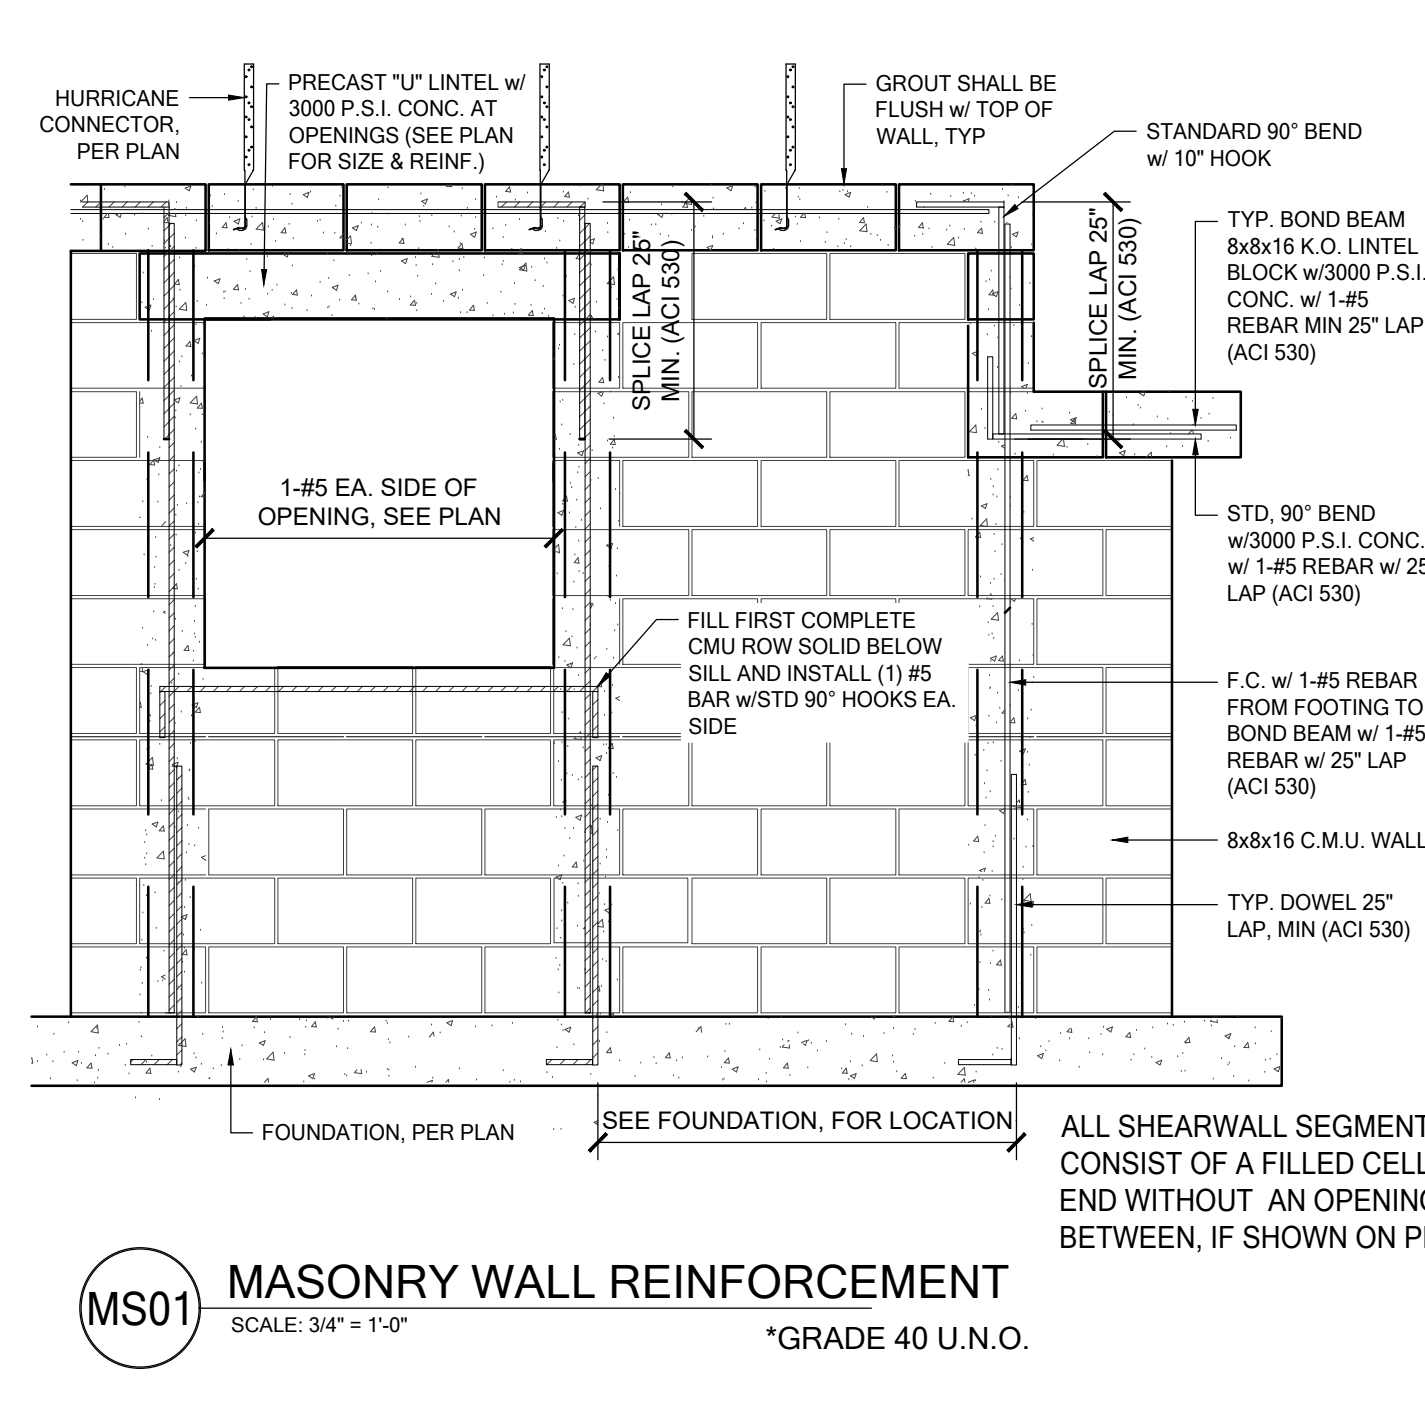 HURRICANE
CONNECTOR,
PER PLAN
PRECAST "U" LINTEL w/
3000 P.S.I. CONC. AT
OPENINGS (SEE PLAN
FOR SIZE & REINF.)
GROUT SHALL BE
FLUSH w/ TOP OF
WALL, TYP
STANDARD 90° BEND
w/ 10" HOOK
SPLICE LAP 25"
MIN. (ACI 530)
SPLICE LAP 25"
MIN. (ACI 530)
TYP. BOND BEAM
8x8x16 K.O. LINTEL
BLOCK w/3000 P.S.I.
CONC. w/ 1-#5
REBAR MIN 25" LAP
(ACI 530)
1-#5 EA. SIDE OF
OPENING, SEE PLAN
STD, 90° BEND
w/3000 P.S.I. CONC.
w/ 1-#5 REBAR w/ 25
LAP (ACI 530)
FILL FIRST COMPLETE
CMU ROW SOLID BELOW
SILL AND INSTALL (1) #5
BAR w/STD 90° HOOKS EA.
SIDE
F.C. w/ 1-#5 REBAR
FROM FOOTING TO
BOND BEAM w/ 1-#5
REBAR w/ 25" LAP
(ACI 530)
8x8x16 C.M.U. WALL
TYP. DOWEL 25"
LAP, MIN (ACI 530)
FOUNDATION, PER PLAN
SEE FOUNDATION, FOR LOCATION
ALL SHEARWALL SEGMENT
CONSIST OF A FILLED CELL
END WITHOUT AN OPENING
BETWEEN, IF SHOWN ON
MS01
MASONRY WALL REINFORCEMENT
SCALE: 3/4" = 1'-0"
*GRADE 40 U.N.O.